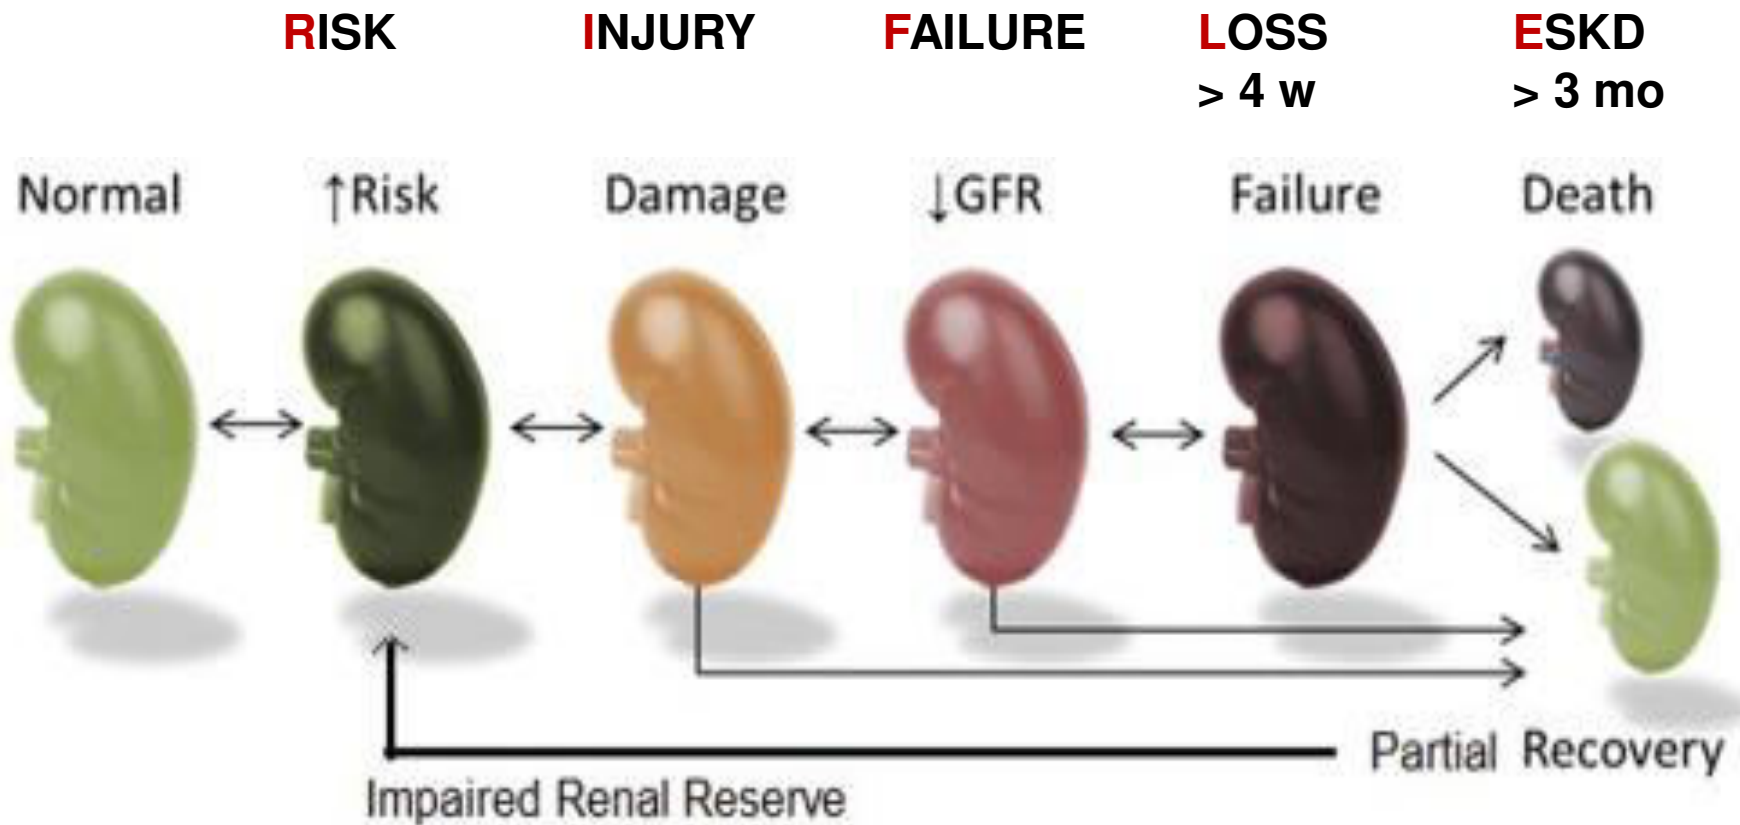 RISK INJURY FAILURE LOSS ESKD
> 4 w > 3 mo
Normal ↑Risk Damage ↓GFR Failure Death
Partial Recovery
Impaired Renal Reserve